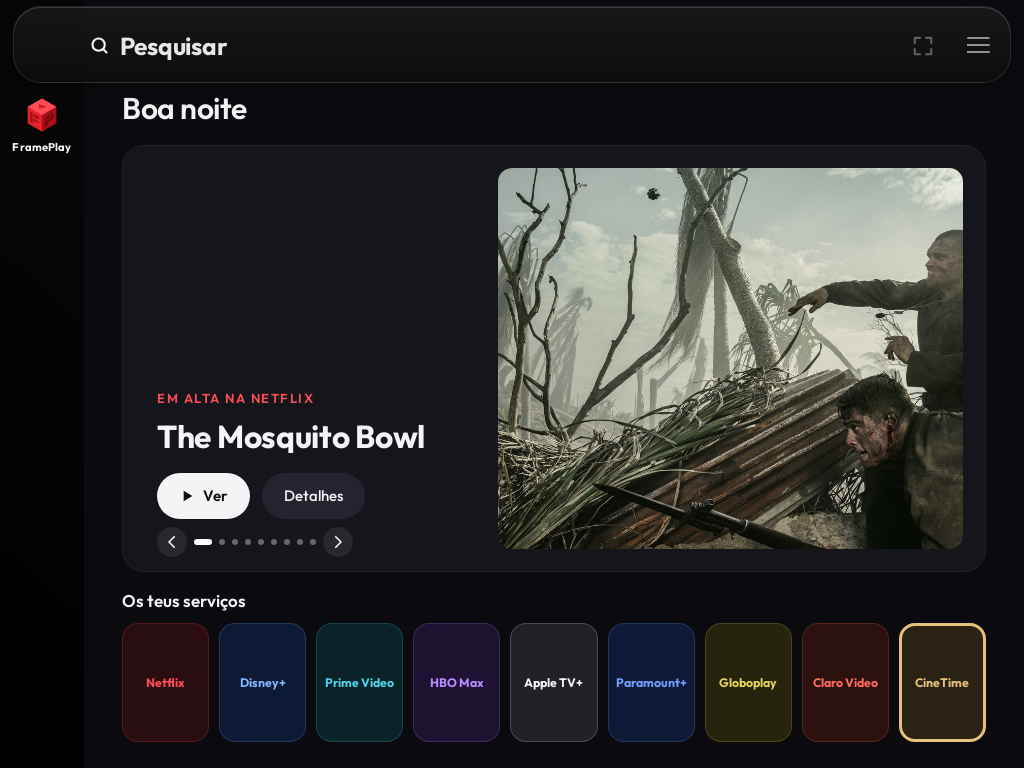 Pesquisar
FramePlay
Boa noite
EM ALTA NA NETFLIX
The Mosquito Bowl
Ver
Detalhes
Os teus serviços
Netflix
Disney+
Prime Video
HBO Max
Apple TV+
Paramount+
Globoplay
Claro Video
CineTime